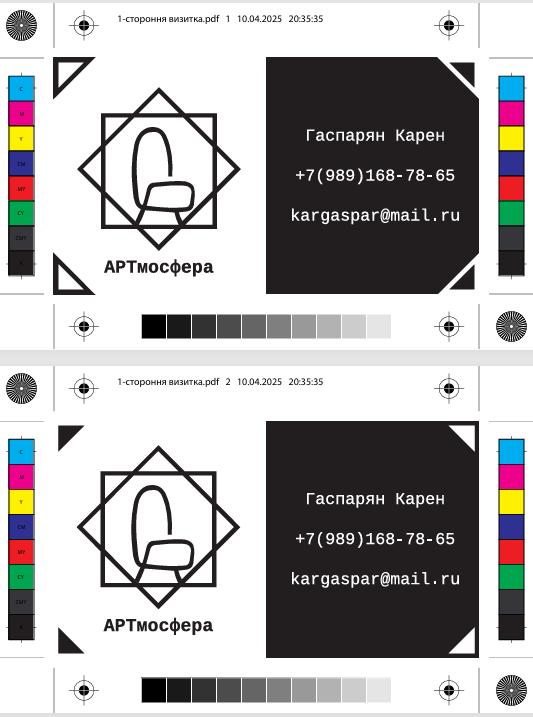 1-стороння визитка.pdf 1 10.04.2025 20:35:35
C
M
Y
CM
MY
CY
CMY
K
АРТмосфера
Гаспарян Карен
+7(989)168-78-65
kargaspar@mail.ru
1-стороння визитка.pdf 2 10.04.2025 20:35:35
C
M
Y
CM
MY
CY
CMY
K
АРТмосфера
Гаспарян Карен
+7(989)168-78-65
kargaspar@mail.ru